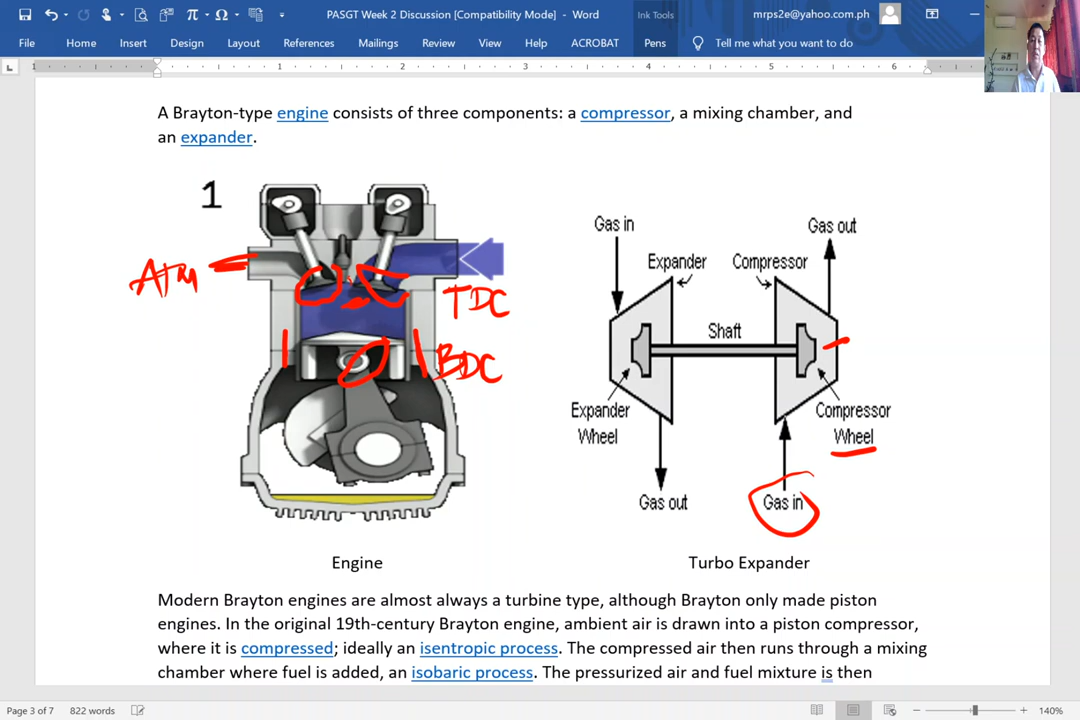 PASGT Week 2 Discussion [Compatibility Mode] - Word
Ink Tools
mrps2e@yahoo.com.ph
File Home Insert Design Layout References Mailings Review View Help ACROBAT Pens Tell me what you want to do
1 1 2 3 4 5 6
A Brayton-type engine consists of three components: a compressor, a mixing chamber, and
an expander.
1
ATM
TDC
BDC
Gas in
Gas out
Expander
Compressor
Shaft
Expander
Wheel
Compressor
Wheel
Gas out
Gas in
Engine
Turbo Expander
Modern Brayton engines are almost always a turbine type, although Brayton only made piston
engines. In the original 19th-century Brayton engine, ambient air is drawn into a piston compressor,
where it is compressed; ideally an isentropic process. The compressed air then runs through a mixing
chamber where fuel is added, an isobaric process. The pressurized air and fuel mixture is then
Page 3 of 7 822 words 140%